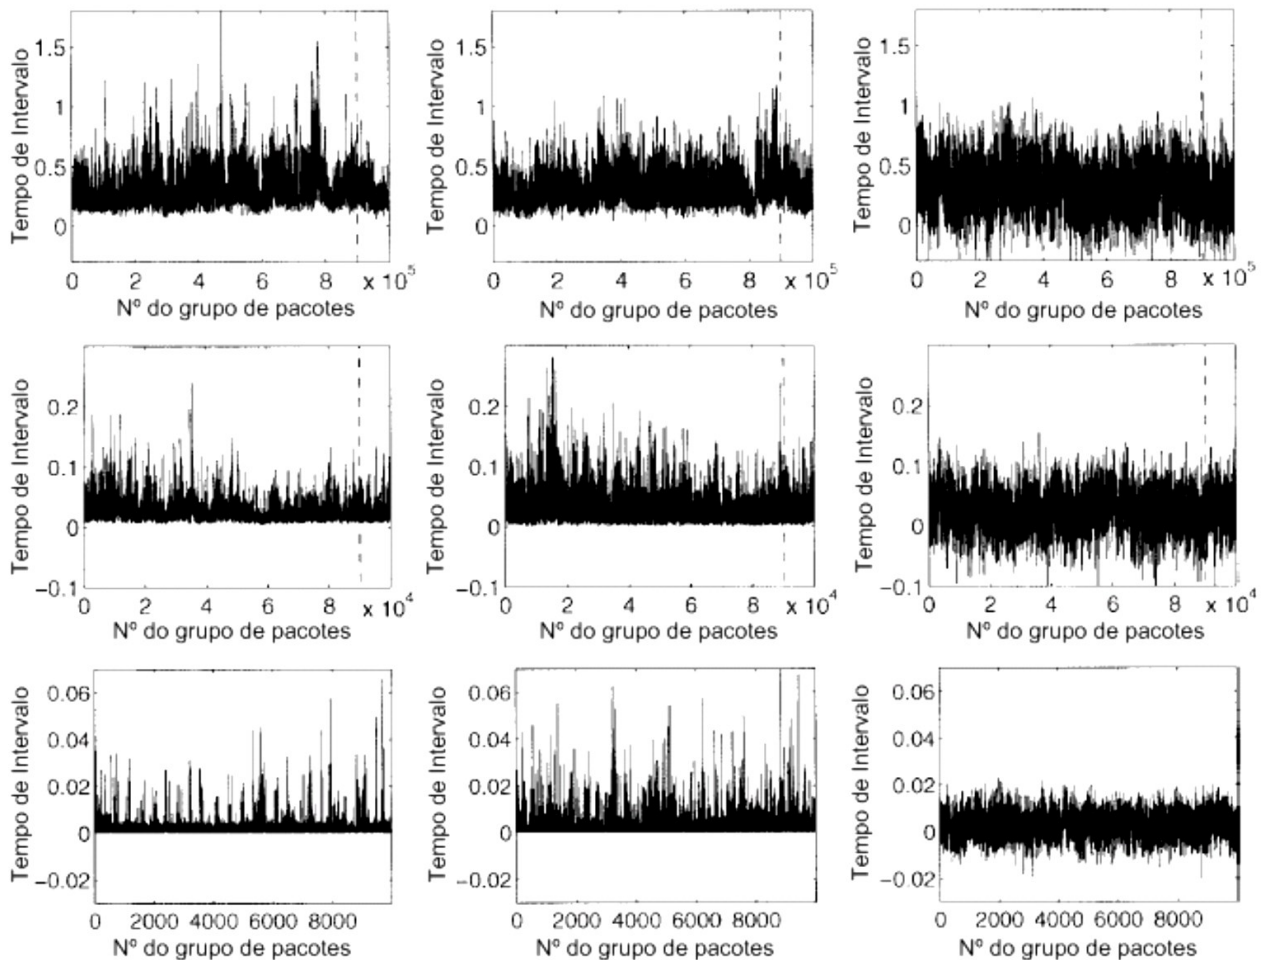 Tempo de Intervalo
1.5
1
0.5
0
0 2 4 6 8 x 10^5
Nº do grupo de pacotes
Tempo de Intervalo
1.5
1
0.5
0
0 2 4 6 8 x 10^5
Nº do grupo de pacotes
Tempo de Intervalo
1.5
1
0.5
0
0 2 4 6 8 x 10^5
Nº do grupo de pacotes
Tempo de Intervalo
0.2
0.1
0
−0.1
0 2 4 6 8 x 10^4
Nº do grupo de pacotes
Tempo de Intervalo
0.2
0.1
0
−0.1
0 2 4 6 8 x 10^4
Nº do grupo de pacotes
Tempo de Intervalo
0.2
0.1
0
−0.1
0 2 4 6 8 x 10^4
Nº do grupo de pacotes
Tempo de Intervalo
0.06
0.04
0.02
0
−0.02
0 2000 4000 6000 8000
Nº do grupo de pacotes
Tempo de Intervalo
0.06
0.04
0.02
0
−0.02
0 2000 4000 6000 8000
Nº do grupo de pacotes
Tempo de Intervalo
0.06
0.04
0.02
0
−0.02
0 2000 4000 6000 8000
Nº do grupo de pacotes